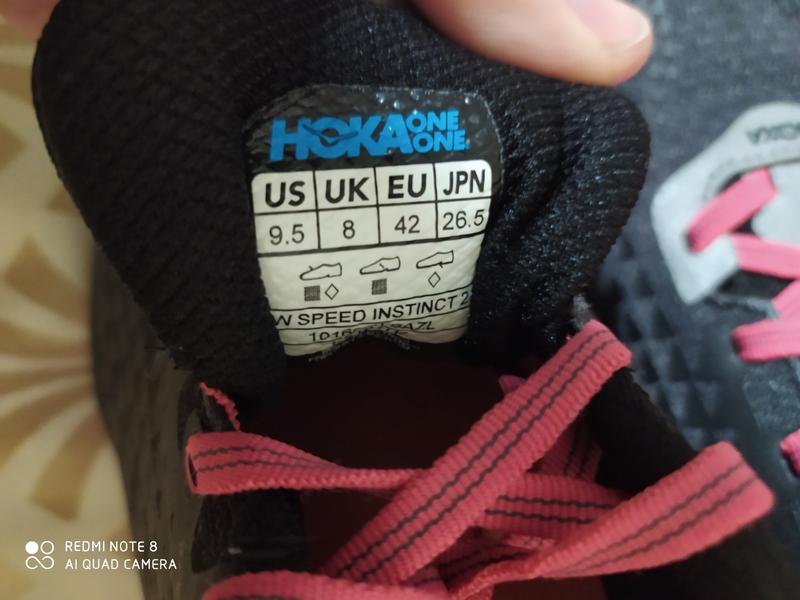 HOKA ONE ONE
US UK EU JPN
9.5 8 42 26.5
W SPEED INSTINCT 2
REDMI NOTE 8
AI QUAD CAMERA